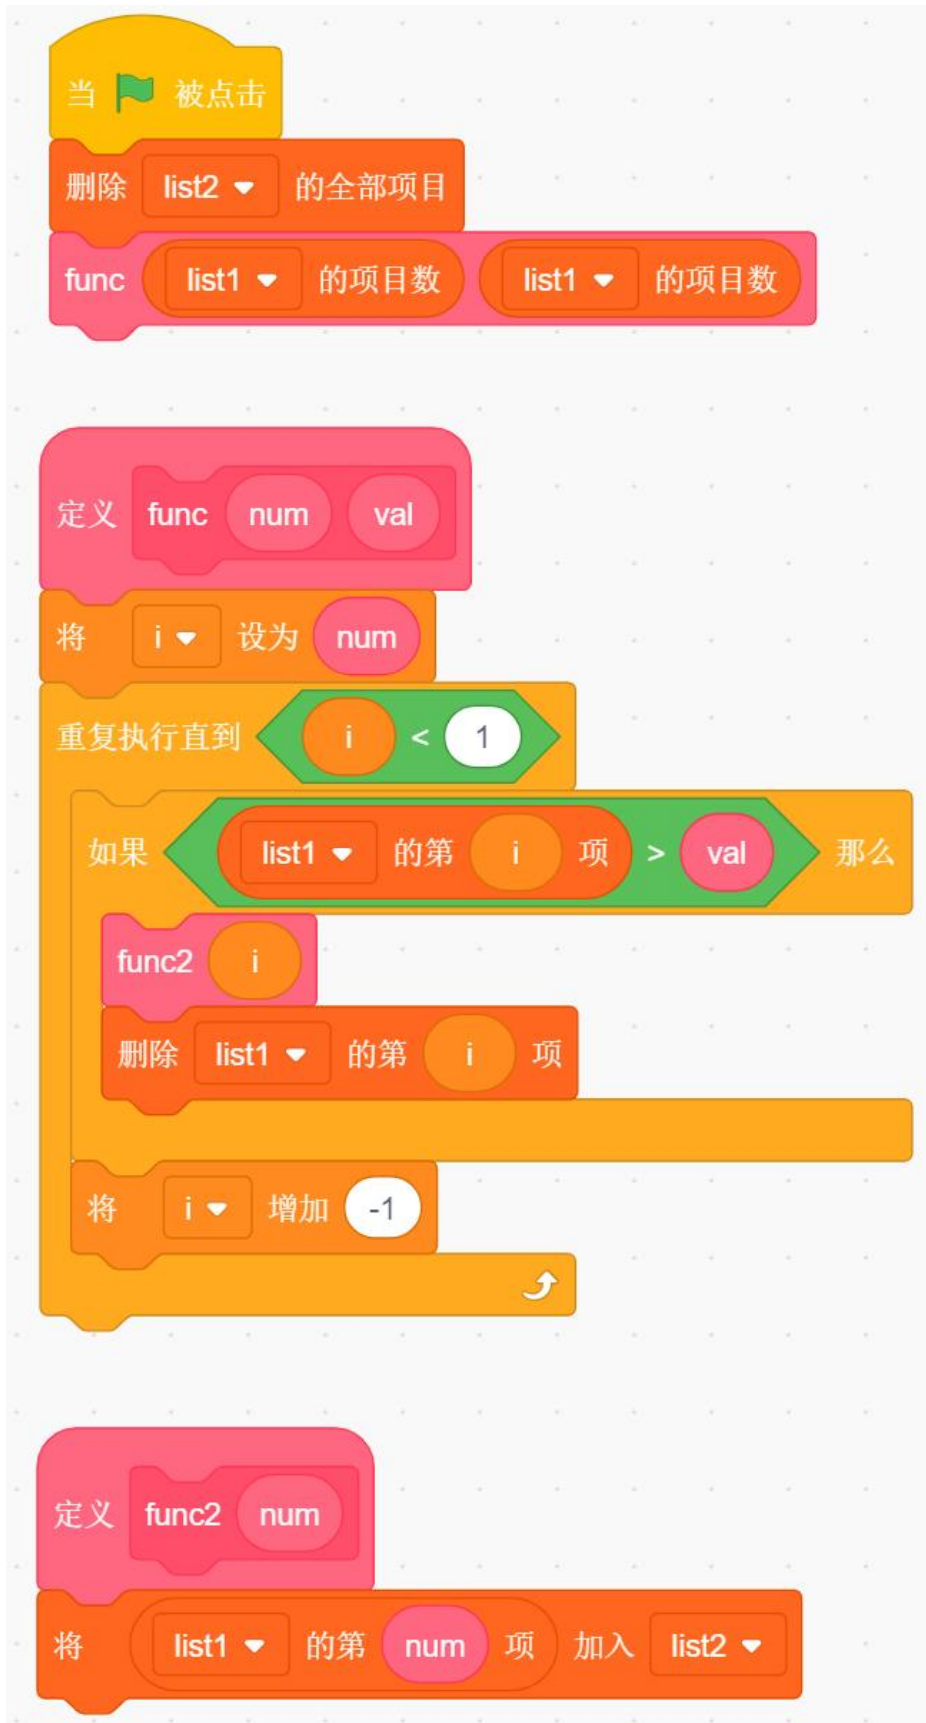 当 被点击
删除 list2 的全部项目
func list1 的项目数 list1 的项目数
定义 func num val
将 i 设为 num
重复执行直到 i < 1
如果 list1 的第 i 项 > val 那么
func2 i
删除 list1 的第 i 项
将 i 增加 -1
定义 func2 num
将 list1 的第 num 项 加入 list2